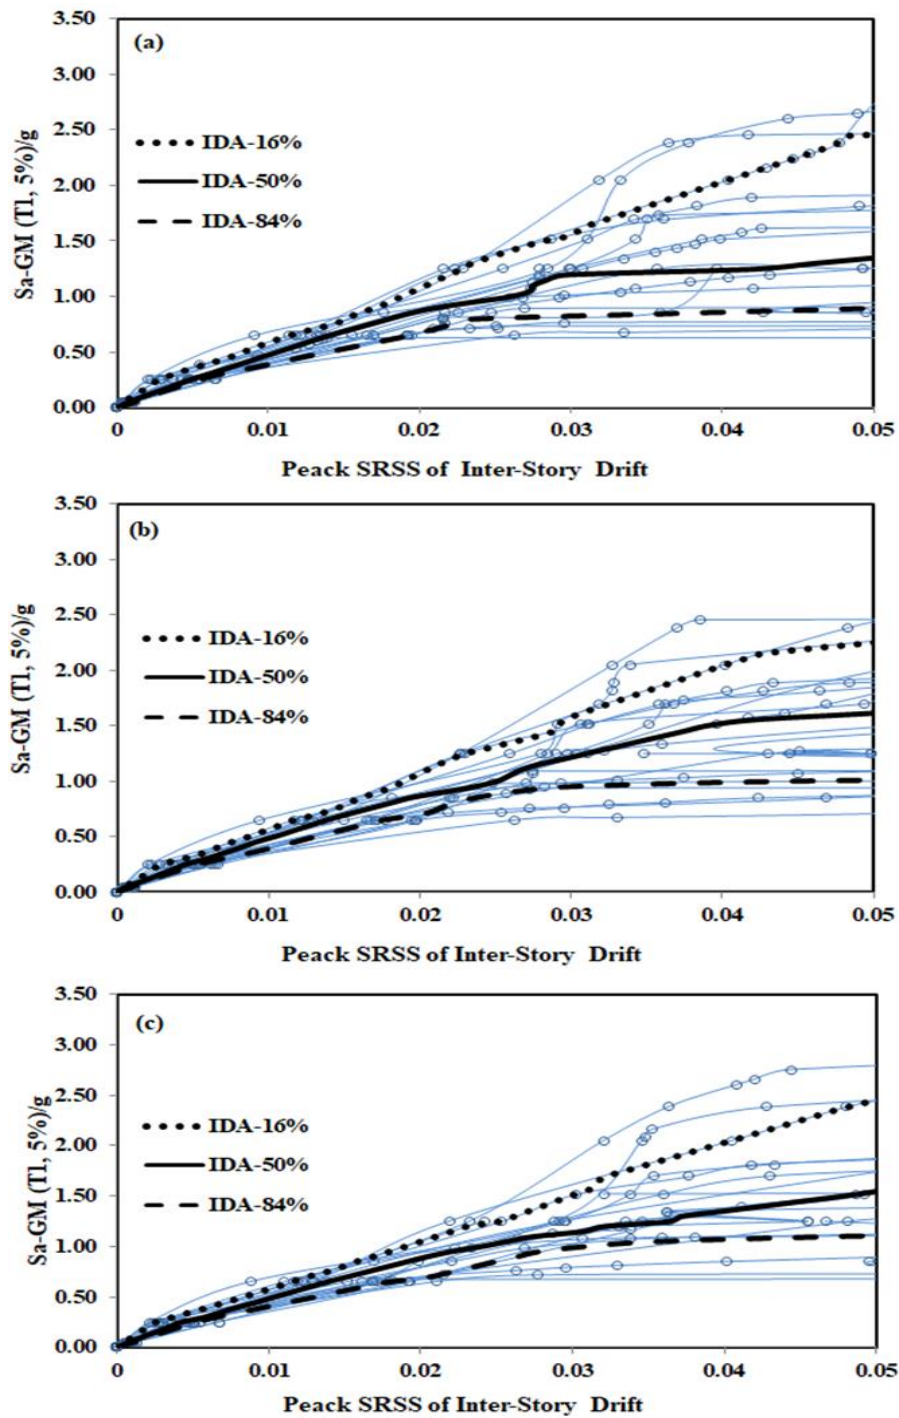 3.50
(a)
3.00
2.50
IDA-16%
2.00
IDA-50%
IDA-84%
1.50
1.00
0.50
0.00
Sa-GM (T1, 5%)/g
0 0.01 0.02 0.03 0.04 0.05
Peack SRSS of Inter-Story Drift
3.50
(b)
3.00
2.50
IDA-16%
2.00
IDA-50%
IDA-84%
1.50
1.00
0.50
0.00
Sa-GM (T1, 5%)/g
0 0.01 0.02 0.03 0.04 0.05
Peack SRSS of Inter-Story Drift
3.50
(c)
3.00
2.50
IDA-16%
2.00
IDA-50%
1.50
IDA-84%
1.00
0.50
0.00
Sa-GM (T1, 5%)/g
0 0.01 0.02 0.03 0.04 0.05
Peack SRSS of Inter-Story Drift